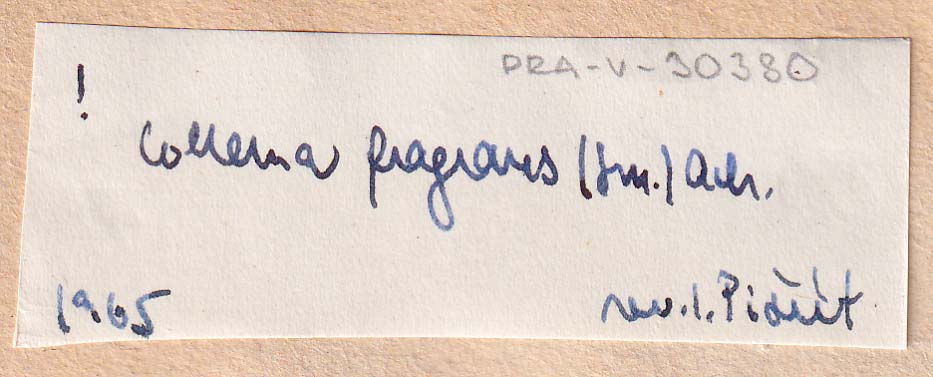 PRA-V-30380
!
Collema fragrans (Sm.) Ach.
1965
rev. I. Pišút